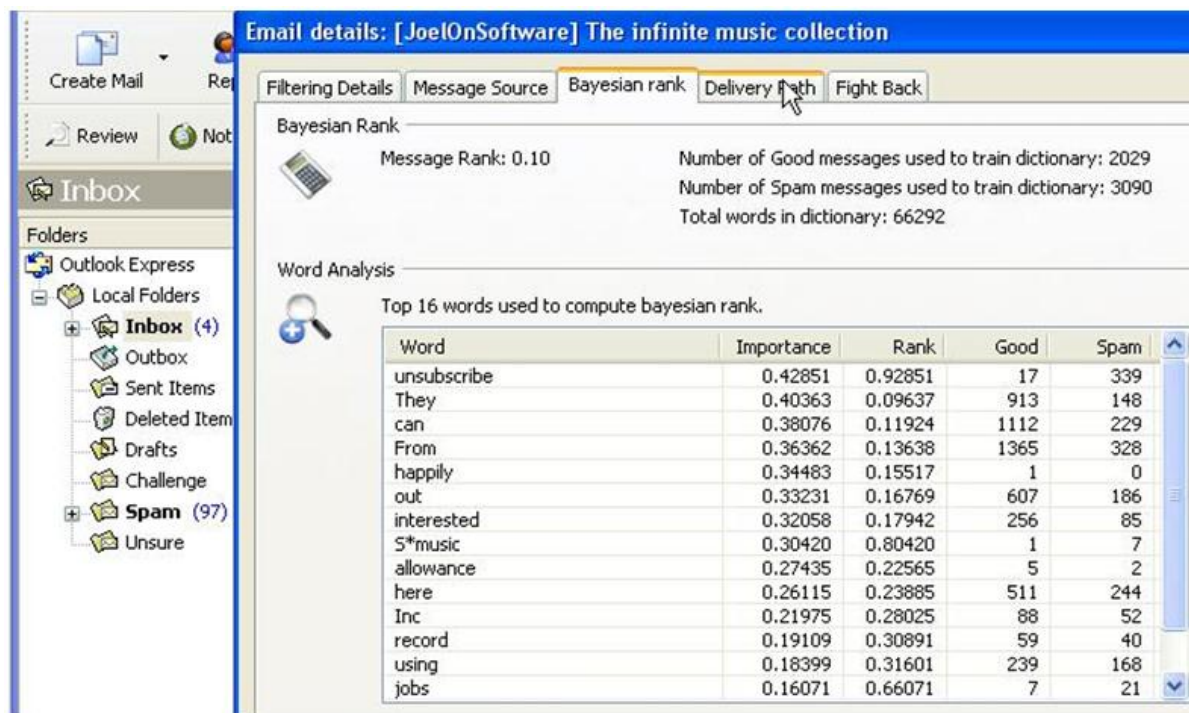 Create Mail
Review
Inbox
Folders
Outlook Express
Local Folders
Inbox (4)
Outbox
Sent Items
Deleted Item
Drafts
Challenge
Spam (97)
Unsure
Email details: [JoelOnSoftware] The infinite music collection
Filtering Details Message Source Bayesian rank Delivery Path Fight Back
Bayesian Rank
Message Rank: 0.10 Number of Good messages used to train dictionary: 2029
Number of Spam messages used to train dictionary: 3090
Total words in dictionary: 66292
Word Analysis
Top 16 words used to compute bayesian rank.
Word Importance Rank Good Spam
unsubscribe 0.42851 0.92851 17 339
They 0.40363 0.09637 913 148
can 0.38076 0.11924 1112 229
From 0.36362 0.13638 1365 328
happily 0.34483 0.15517 1 0
out 0.33231 0.16769 607 186
interested 0.32058 0.17942 256 85
S*music 0.30420 0.80420 1 7
allowance 0.27435 0.22565 5 2
here 0.26115 0.23885 511 244
Inc 0.21975 0.28025 88 52
record 0.19109 0.30891 59 40
using 0.18399 0.31601 239 168
jobs 0.16071 0.66071 7 21